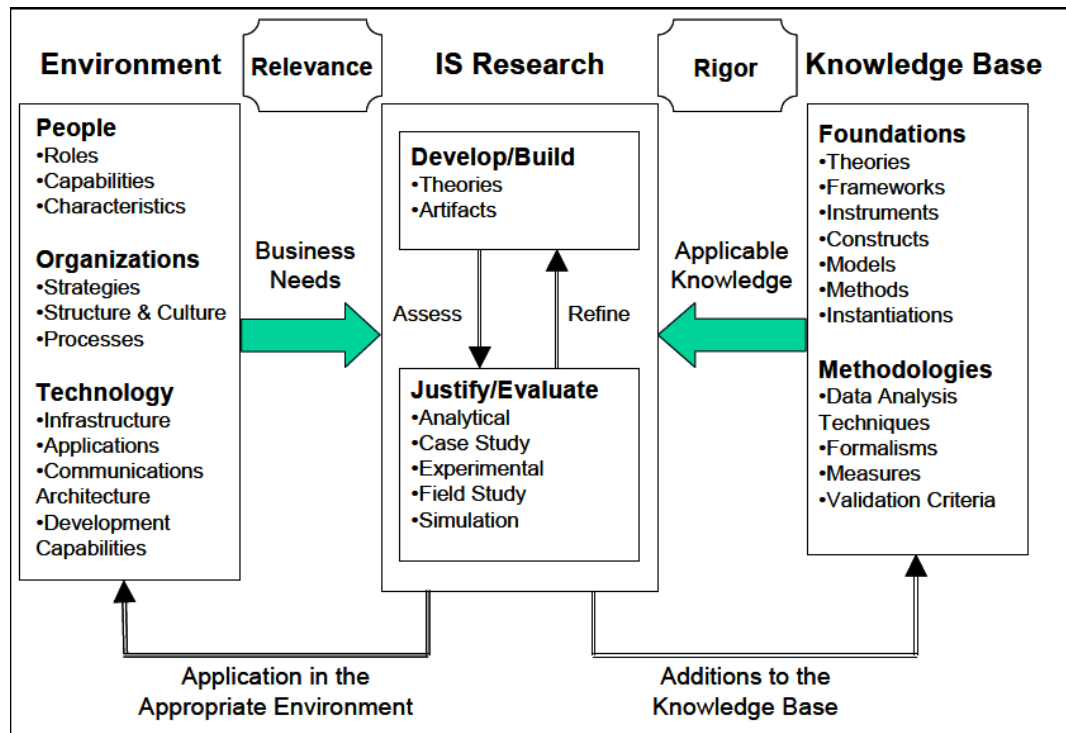 Environment
Relevance
IS Research
Rigor
Knowledge Base
People
•Roles
•Capabilities
•Characteristics
Organizations
•Strategies
•Structure & Culture
•Processes
Technology
•Infrastructure
•Applications
•Communications
Architecture
•Development
Capabilities
Business
Needs
Develop/Build
•Theories
•Artifacts
Assess
Refine
Justify/Evaluate
•Analytical
•Case Study
•Experimental
•Field Study
•Simulation
Applicable
Knowledge
Foundations
•Theories
•Frameworks
•Instruments
•Constructs
•Models
•Methods
•Instantiations
Methodologies
•Data Analysis
Techniques
•Formalisms
•Measures
•Validation Criteria
Application in the
Appropriate Environment
Additions to the
Knowledge Base